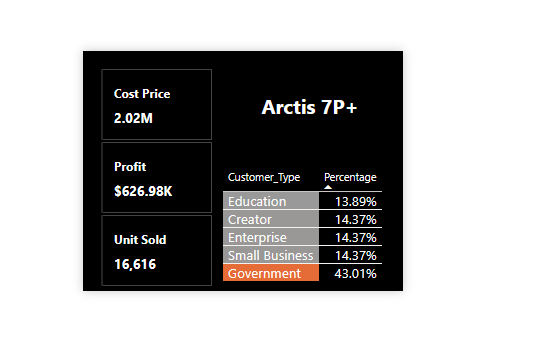 Cost Price
2.02M
Profit
$626.98K
Unit Sold
16,616
Arctis 7P+
Customer_Type Percentage
Education 13.89%
Creator 14.37%
Enterprise 14.37%
Small Business 14.37%
Government 43.01%